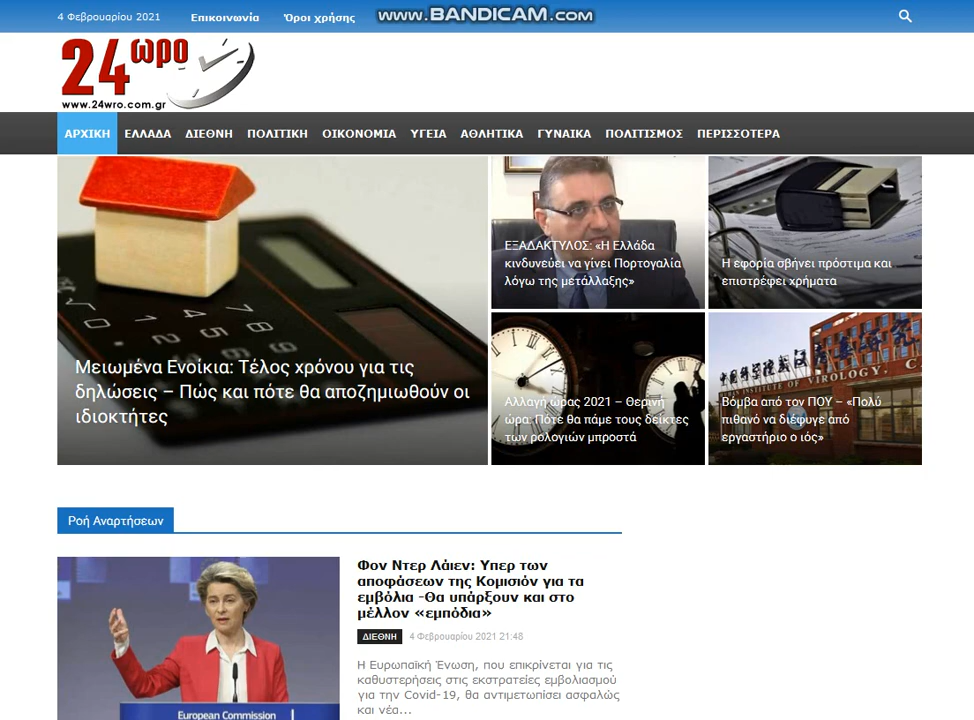 4 Φεβρουαρίου 2021 Επικοινωνία Όροι χρήσης www.BANDICAM.com
24 ωρο
www.24wro.com.gr
ΑΡΧΙΚΗ ΕΛΛΑΔΑ ΔΙΕΘΝΗ ΠΟΛΙΤΙΚΗ ΟΙΚΟΝΟΜΙΑ ΥΓΕΙΑ ΑΘΛΗΤΙΚΑ ΓΥΝΑΙΚΑ ΠΟΛΙΤΙΣΜΟΣ ΠΕΡΙΣΣΟΤΕΡΑ
Μειωμένα Ενοίκια: Τέλος χρόνου για τις
δηλώσεις – Πώς και πότε θα αποζημιωθούν οι
ιδιοκτήτες
ΕΞΑΔΑΚΤΥΛΟΣ: «Η Ελλάδα
κινδυνεύει να γίνει Πορτογαλία
λόγω της μετάλλαξης»
Η εφορία σβήνει πρόστιμα και
επιστρέφει χρήματα
Αλλαγή ώρας 2021 – Θερινή
ώρα: Πότε θα πάμε τους δείκτες
των ρολογιών μπροστά
INSTITUTE OF VIROLOGY
Βόμβα από τον ΠΟΥ – «Πολύ
πιθανό να διέφυγε από
εργαστήριο ο ιός»
Ροή Αναρτήσεων
Φον Ντερ Λάιεν: Υπερ των
αποφάσεων της Κομισιόν για τα
εμβόλια -Θα υπάρξουν και στο
μέλλον «εμπόδια»
ΔΙΕΘΝΗ 4 Φεβρουαρίου 2021 21:48
Η Ευρωπαϊκή Ένωση, που επικρίνεται για τις
καθυστερήσεις στις εκστρατείες εμβολιασμού
για την Covid-19, θα αντιμετωπίσει ασφαλώς
και νέα...
European Commission